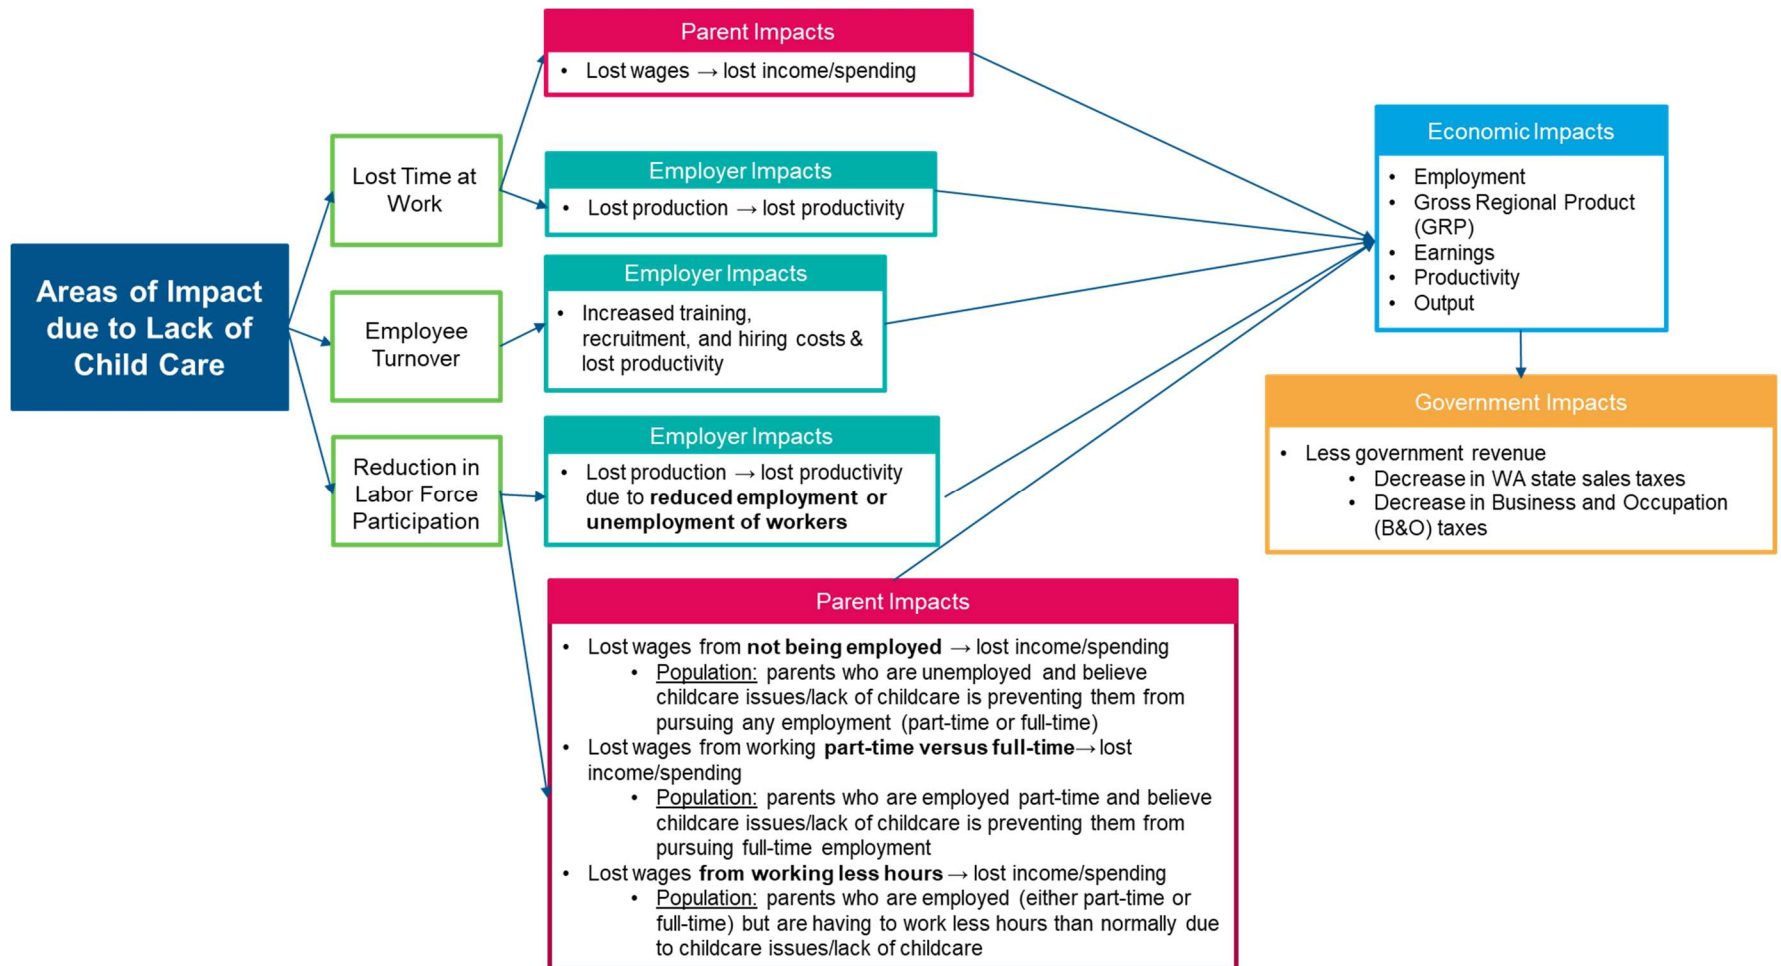 Areas of Impact
due to Lack of
Child Care
Lost Time at
Work
Employee
Turnover
Reduction in
Labor Force
Participation
Parent Impacts
• Lost wages → lost income/spending
Employer Impacts
• Lost production → lost productivity
Employer Impacts
• Increased training,
recruitment, and hiring costs &
lost productivity
Employer Impacts
• Lost production → lost productivity
due to reduced employment or
unemployment of workers
Parent Impacts
• Lost wages from not being employed → lost income/spending
• Population: parents who are unemployed and believe
childcare issues/lack of childcare is preventing them from
pursuing any employment (part-time or full-time)
• Lost wages from working part-time versus full-time→ lost
income/spending
• Population: parents who are employed part-time and believe
childcare issues/lack of childcare is preventing them from
pursuing full-time employment
• Lost wages from working less hours → lost income/spending
• Population: parents who are employed (either part-time or
full-time) but are having to work less hours than normally due
to childcare issues/lack of childcare
Economic Impacts
• Employment
• Gross Regional Product
(GRP)
• Earnings
• Productivity
• Output
Government Impacts
• Less government revenue
• Decrease in WA state sales taxes
• Decrease in Business and Occupation
(B&O) taxes